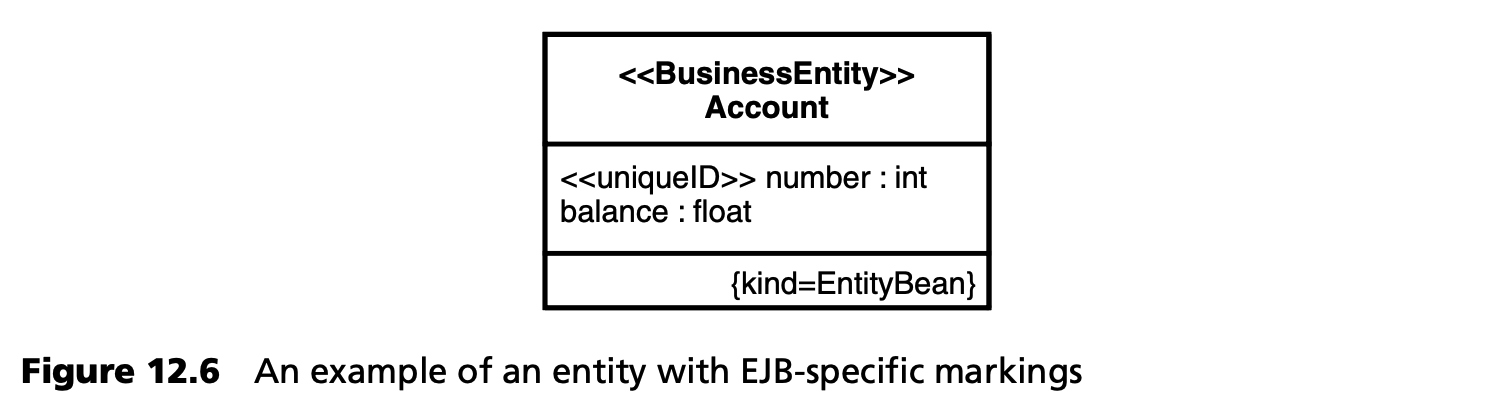 <<BusinessEntity>>
Account
<<uniqueID>> number : int
balance : float
{kind=EntityBean}
Figure 12.6 An example of an entity with EJB-specific markings